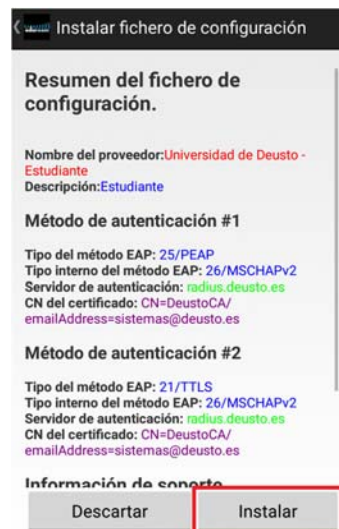 Instalar fichero de configuración
Resumen del fichero de
configuración.
Nombre del proveedor:Universidad de Deusto -
Estudiante
Descripción:Estudiante
Método de autenticación #1
Tipo del método EAP: 25/PEAP
Tipo interno del método EAP: 26/MSCHAPv2
Servidor de autenticación: radius.deusto.es
CN del certificado: CN=DeustoCA/
emailAddress=sistemas@deusto.es
Método de autenticación #2
Tipo del método EAP: 21/TTLS
Tipo interno del método EAP: 26/MSCHAPv2
Servidor de autenticación: radius.deusto.es
CN del certificado: CN=DeustoCA/
emailAddress=sistemas@deusto.es
Información de soporte
Descartar Instalar